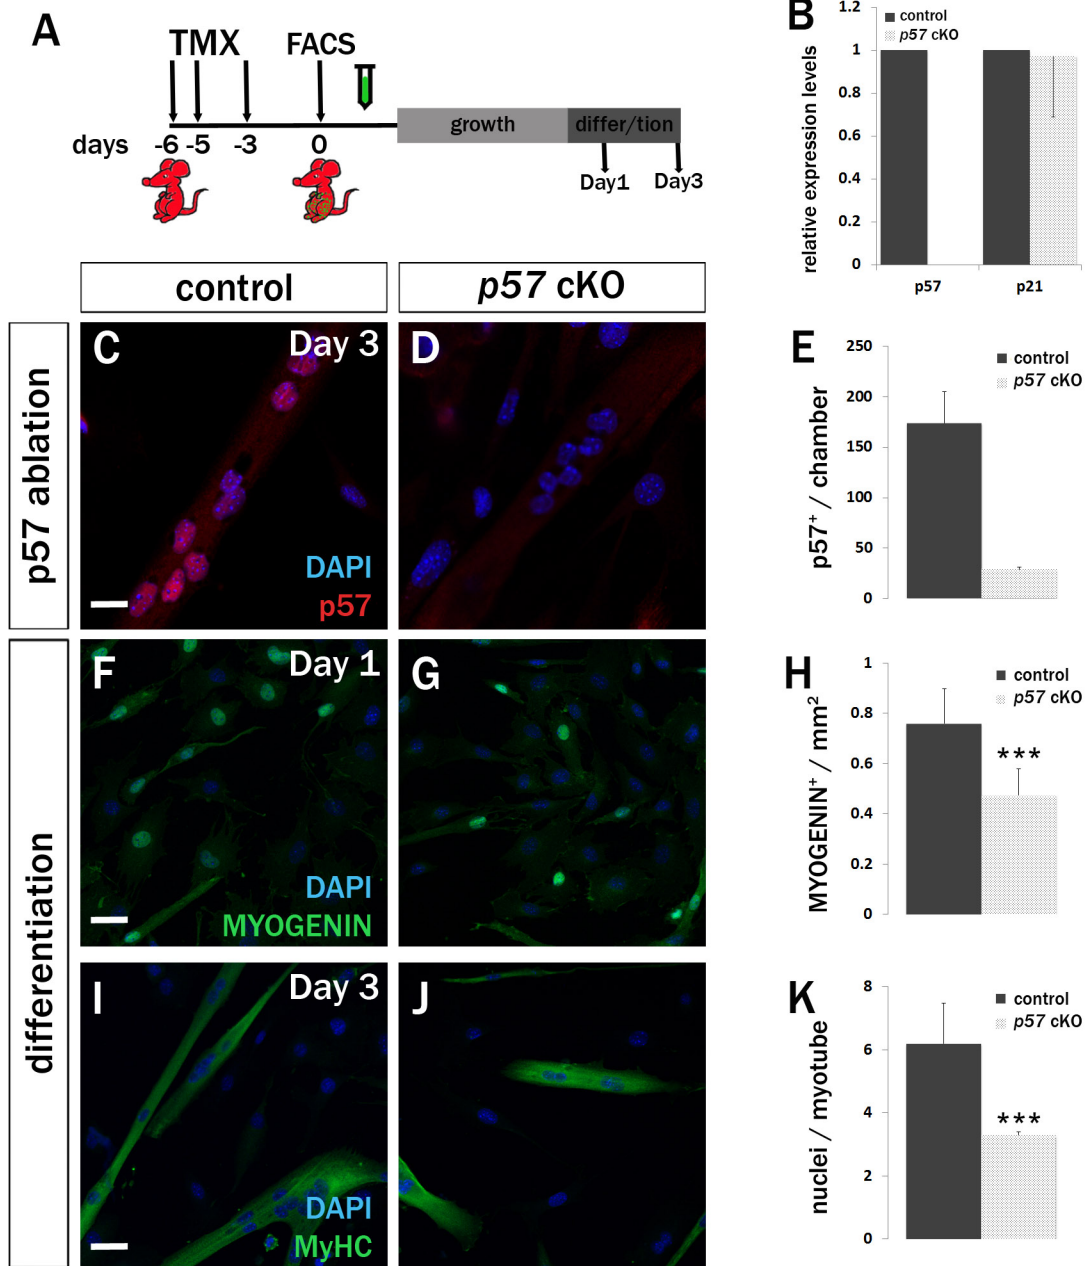 A
TMX
FACS
days
-6
-5
-3
0
growth
differ/tion
Day1
Day3
B
relative expression levels
1.2
1
0.8
0.6
0.4
0.2
0
control
p57 cKO
p57
p21
control
p57 cKO
p57 ablation
C
Day 3
DAPI
p57
D
E
p57+ / chamber
250
200
150
100
50
0
control
p57 cKO
differentiation
F
Day 1
DAPI
MYOGENIN
G
H
MYOGENIN+ / mm2
1
0.8
0.6
0.4
0.2
0
control
p57 cKO
***
I
Day 3
DAPI
MyHC
J
K
nuclei / myotube
8
6
4
2
0
control
p57 cKO
***